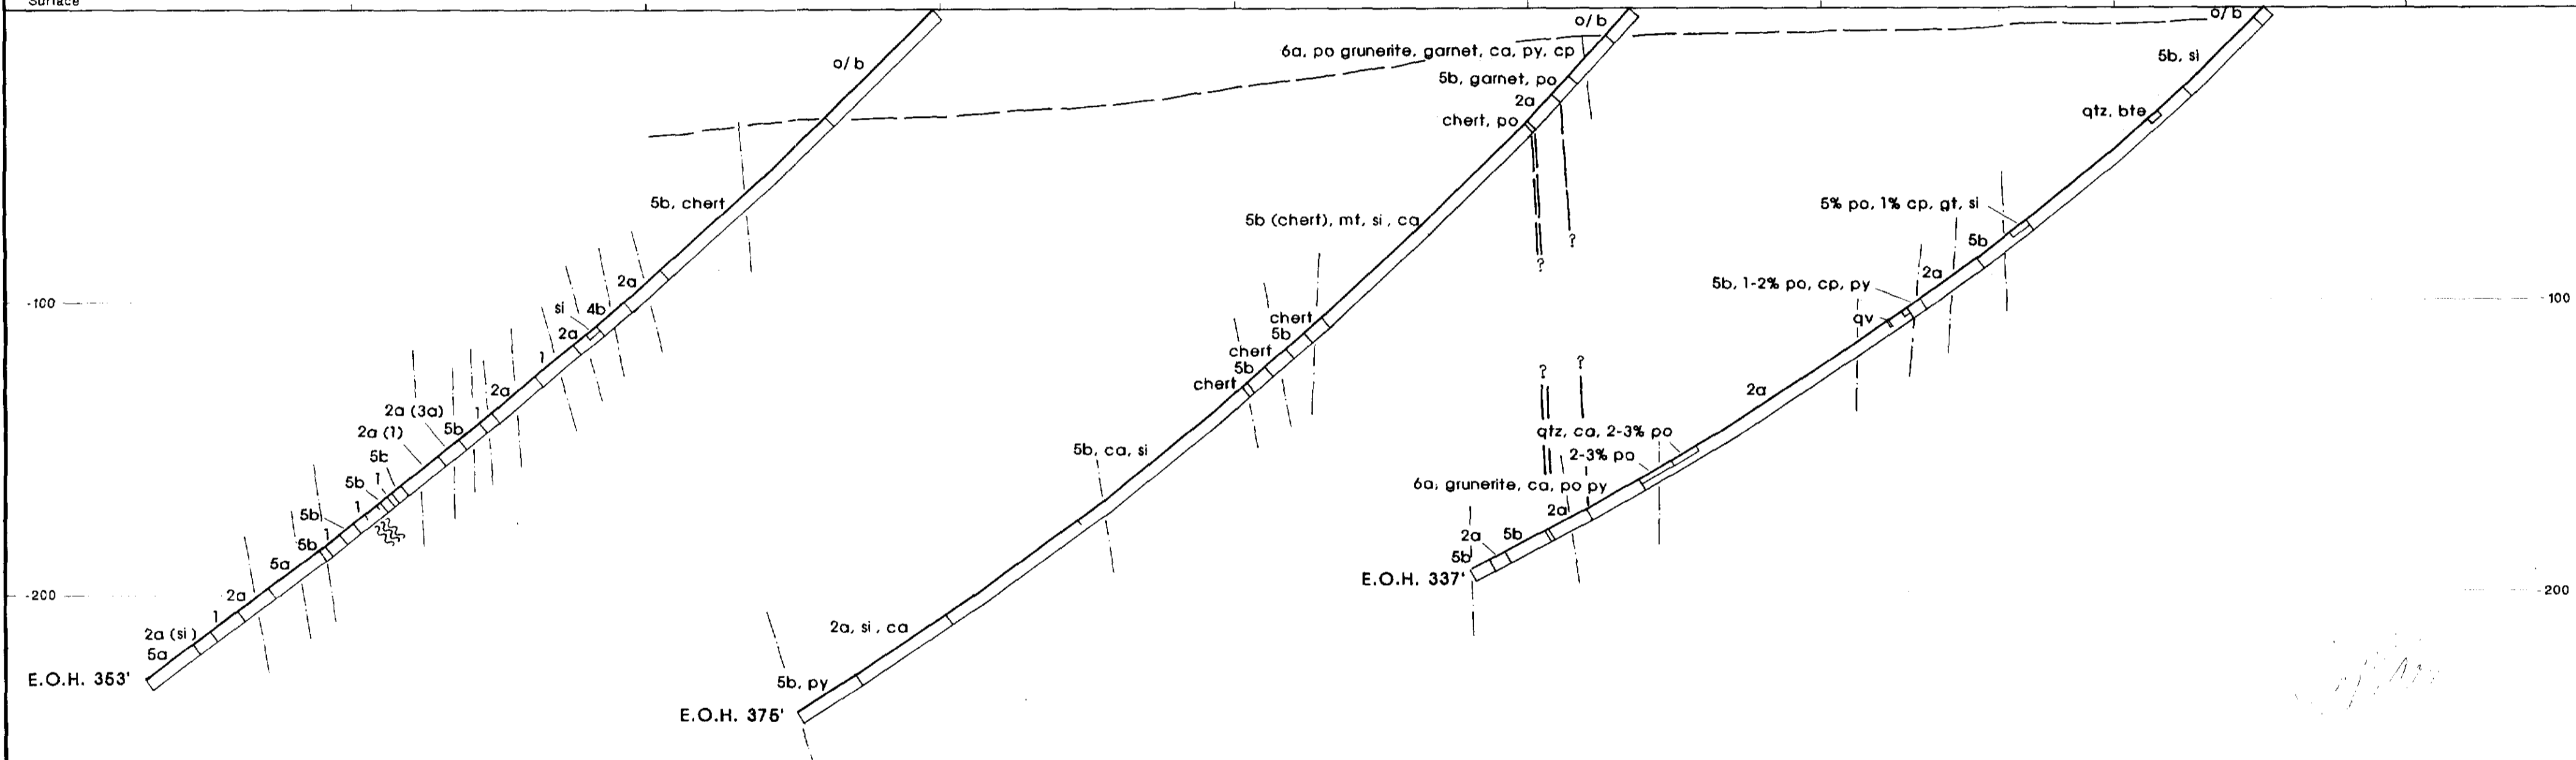 Surface
o/b
5b, chert
2a
4b
si
2a
1
2a
1
2a (3a)
5b
2a (1)
5b
1
5b
1
5b
1
5b
5a
2a
1
2a (si)
5a
E.O.H. 353'
-100
-200
o/b
6a, po grunerite, garnet, ca, py, cp
5b, garnet, po
2a
chert, po
5b (chert), mt, si, ca
?
?
chert
5b
chert
5b
chert
5b, ca, si
2a, si, ca
5b, py
E.O.H. 375'
o/b
5b, si
qtz, bte
5% po, 1% cp, gt, si
5b
2a
5b, 1-2% po, cp, py
qv
2a
?
?
qtz, ca, 2-3% po
2-3% po
6a, grunerite, ca, po py
2a
5b
2a
5b
E.O.H. 337'
-100
-200